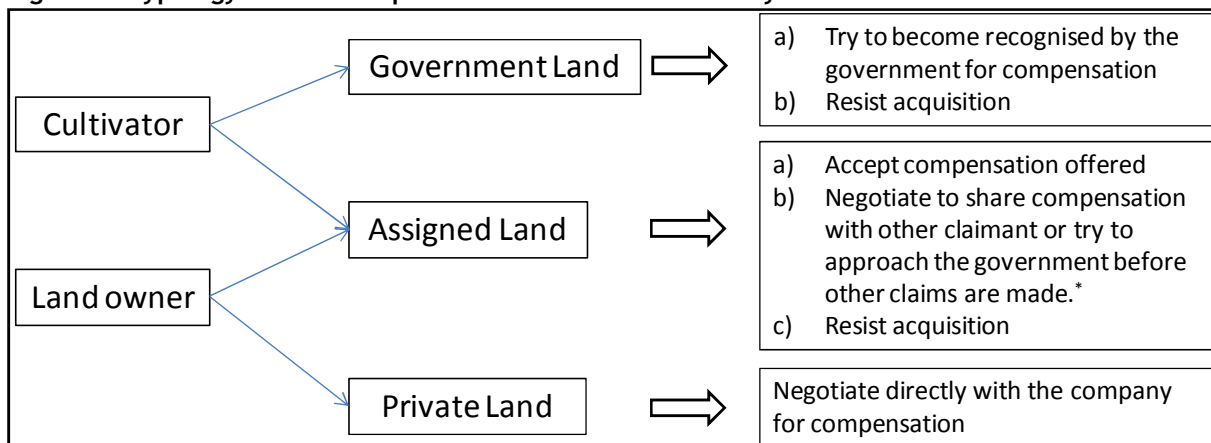 Cultivator
Land owner
Government Land
Assigned Land
Private Land
a) Try to become recognised by the
government for compensation
b) Resist acquisition
a) Accept compensation offered
b) Negotiate to share compensation
with other claimant or try to
approach the government before
other claims are made.*
c) Resist acquisition
Negotiate directly with the company
for compensation